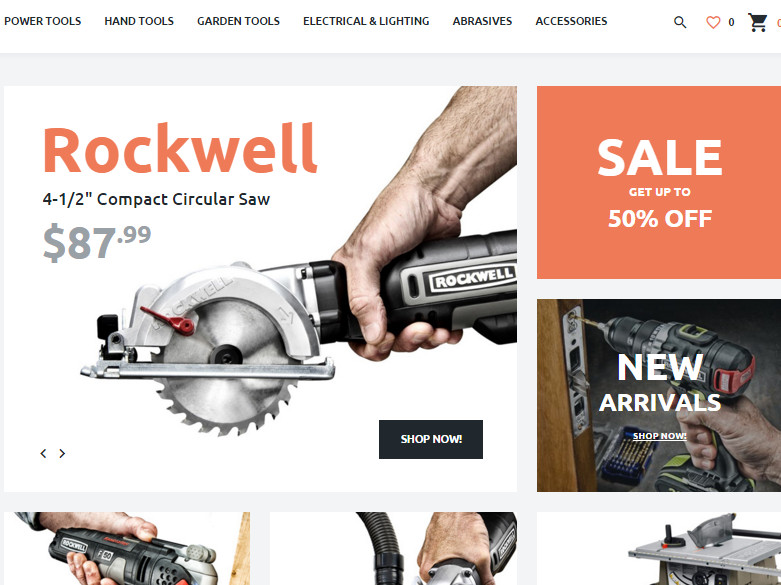 POWER TOOLS HAND TOOLS GARDEN TOOLS ELECTRICAL & LIGHTING ABRASIVES ACCESSORIES 0
Rockwell
4-1/2" Compact Circular Saw
$87.99
ROCKWELL
ROCKWELL
SHOP NOW!
SALE
GET UP TO
50% OFF
NEW
ARRIVALS
SHOP NOW!
ROCKWELL